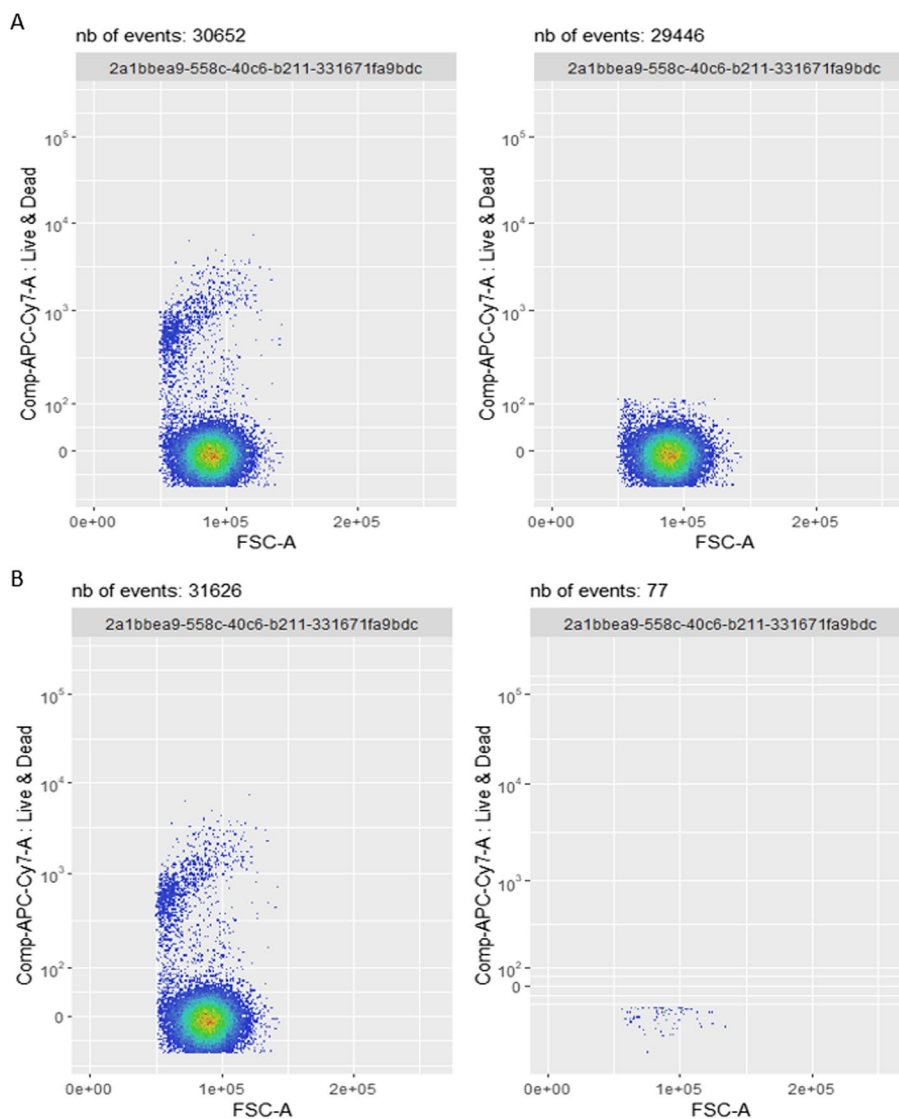 A
nb of events: 30652
nb of events: 29446
2a1bbea9-558c-40c6-b211-331671fa9bdc
2a1bbea9-558c-40c6-b211-331671fa9bdc
Comp-APC-Cy7-A : Live & Dead
10^5
10^4
10^3
10^2
0
0e+00
1e+05
2e+05
FSC-A
Comp-APC-Cy7-A : Live & Dead
10^5
10^4
10^3
10^2
0
0e+00
1e+05
2e+05
FSC-A
B
nb of events: 31626
nb of events: 77
2a1bbea9-558c-40c6-b211-331671fa9bdc
2a1bbea9-558c-40c6-b211-331671fa9bdc
Comp-APC-Cy7-A : Live & Dead
10^5
10^4
10^3
10^2
0
0e+00
1e+05
2e+05
FSC-A
Comp-APC-Cy7-A : Live & Dead
10^5
10^4
10^3
10^2
0
0e+00
1e+05
2e+05
FSC-A